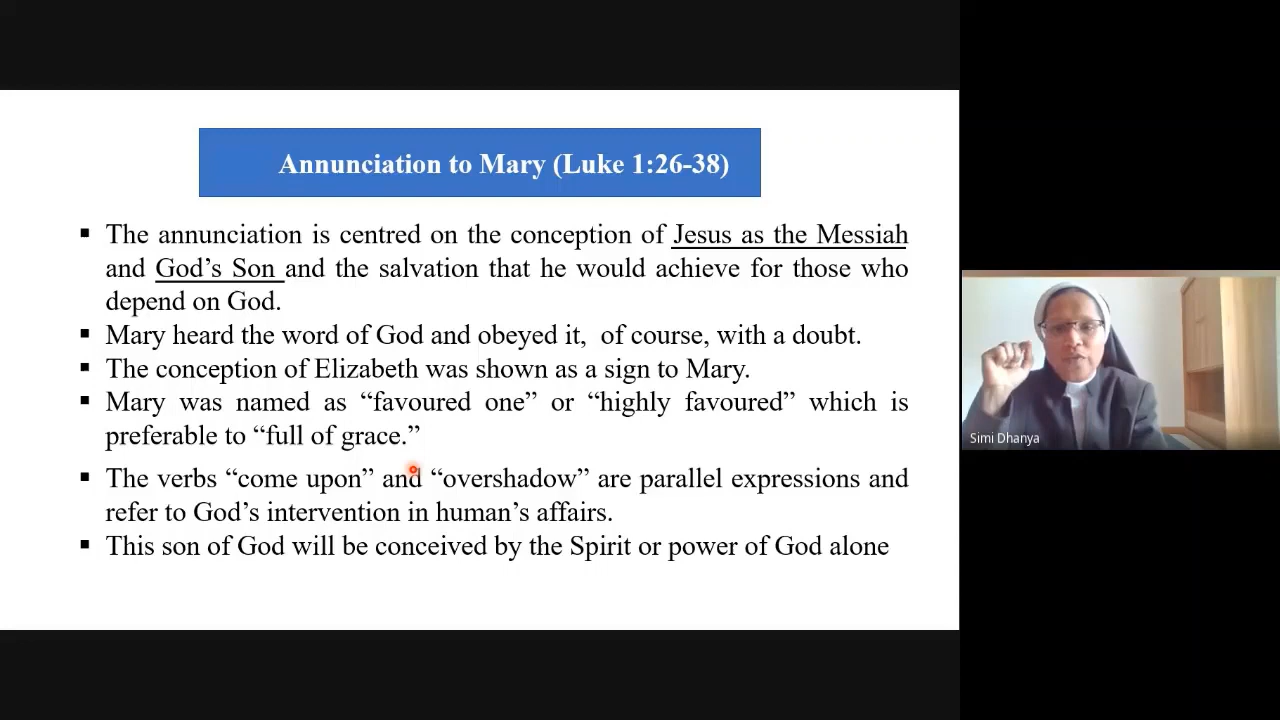 Annunciation to Mary (Luke 1:26-38)
▪ The annunciation is centred on the conception of Jesus as the Messiah
and God’s Son and the salvation that he would achieve for those who
depend on God.
▪ Mary heard the word of God and obeyed it, of course, with a doubt.
▪ The conception of Elizabeth was shown as a sign to Mary.
▪ Mary was named as “favoured one” or “highly favoured” which is
preferable to “full of grace.”
▪ The verbs “come upon” and “overshadow” are parallel expressions and
refer to God’s intervention in human’s affairs.
▪ This son of God will be conceived by the Spirit or power of God alone
Simi Dhanya